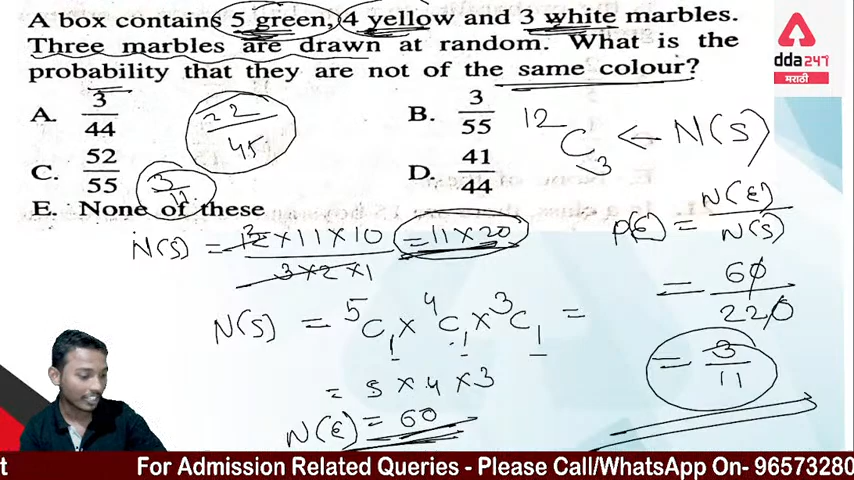 A box contains 5 green, 4 yellow and 3 white marbles.
Three marbles are drawn at random. What is the
probability that they are not of the same colour?
A. 3/44
B. 3/55
C. 52/55
D. 41/44
E. None of these
22/45
3/11
12C3 ← N(S)
N(S) = 12×11×10 / 3×2×1 = 11×20
P(E) = N(E)/N(S)
= 60/220
= 3/11
N(S) = 5C1 × 4C1 × 3C1 =
= 5×4×3
N(E) = 60
adda247
मराठी
t For Admission Related Queries - Please Call/WhatsApp On- 96573280